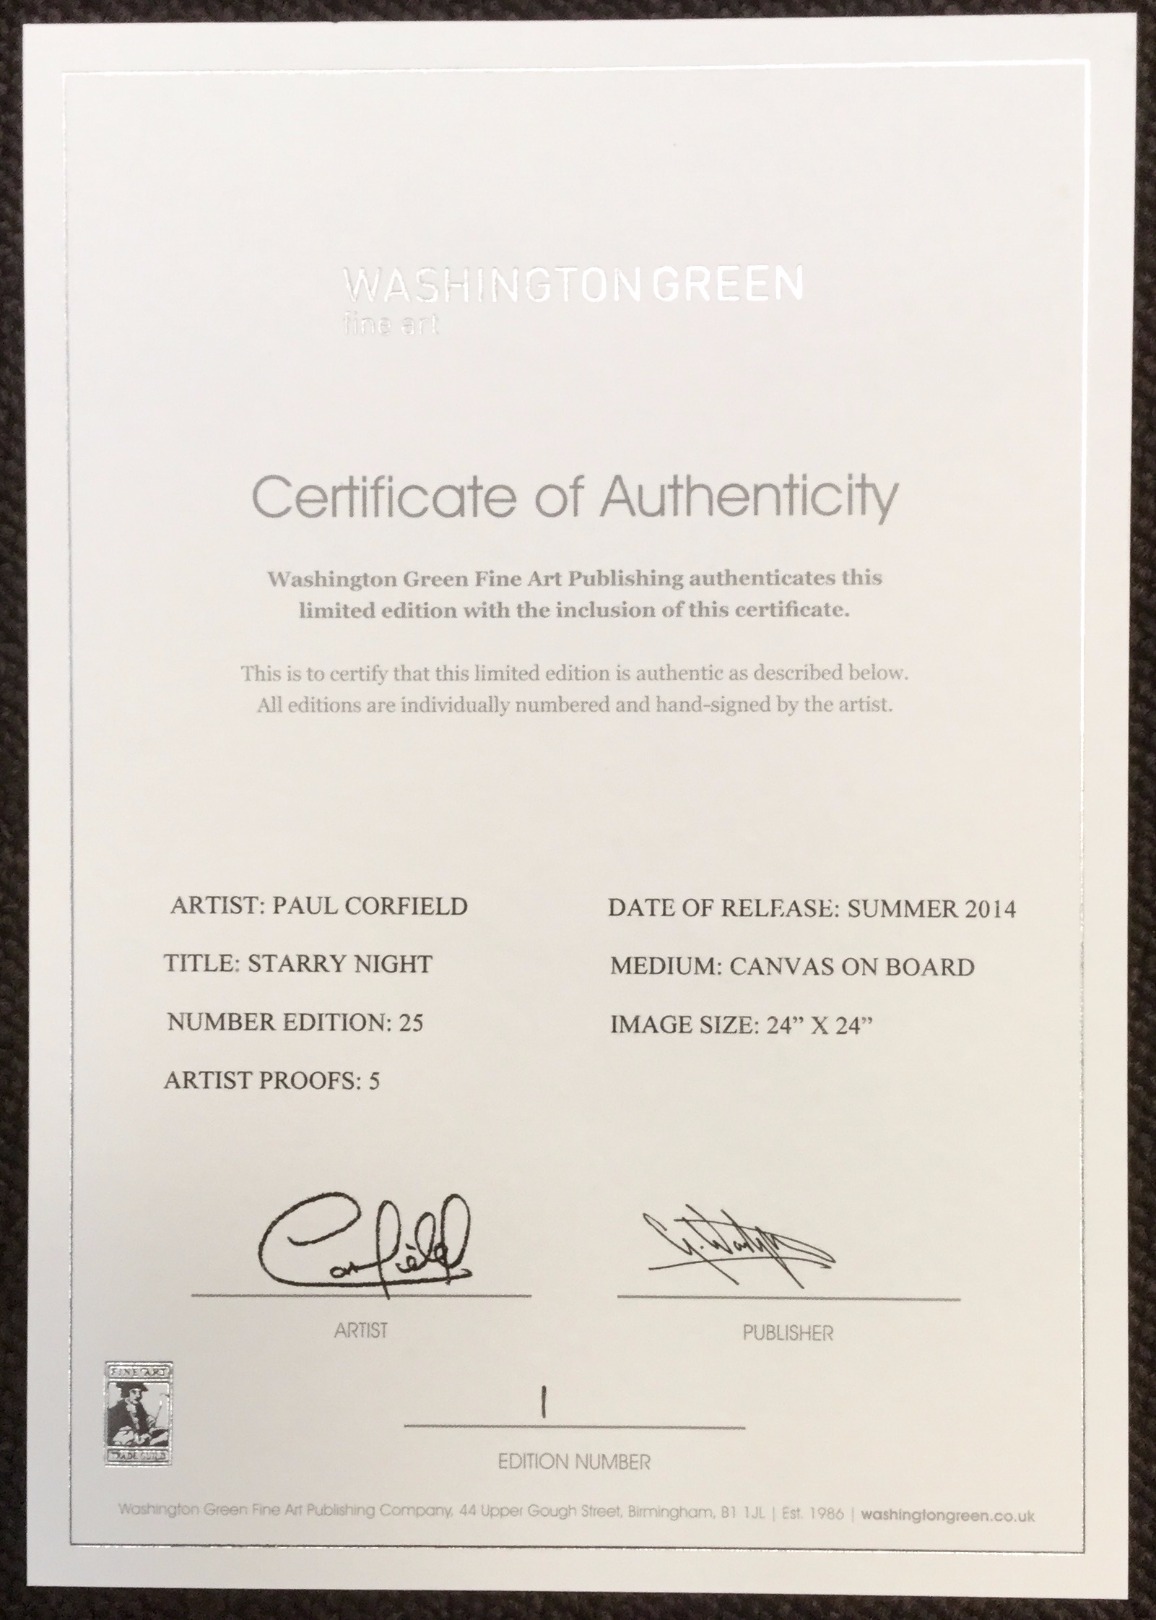 WASHINGTON GREEN
fine art
Certificate of Authenticity
Washington Green Fine Art Publishing authenticates this
limited edition with the inclusion of this certificate.
This is to certify that this limited edition is authentic as described below.
All editions are individually numbered and hand-signed by the artist.
ARTIST: PAUL CORFIELD
DATE OF RELEASE: SUMMER 2014
TITLE: STARRY NIGHT
MEDIUM: CANVAS ON BOARD
NUMBER EDITION: 25
IMAGE SIZE: 24” X 24”
ARTIST PROOFS: 5
Corfield
ARTIST
PUBLISHER
FINE ART
TRADE GUILD
1
EDITION NUMBER
Washington Green Fine Art Publishing Company, 44 Upper Gough Street, Birmingham, B1 1JL | Est. 1986 | washingtongreen.co.uk